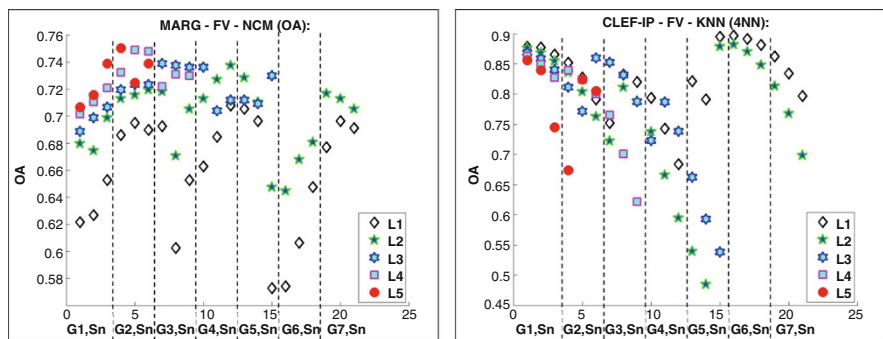 MARG - FV - NCM (OA):
0.76
0.74
0.72
0.7
0.68
0.66
0.64
0.62
0.6
0.58
OA
L1
L2
L3
L4
L5
0 5 10 15 20 25
G1,Sn G2,Sn G3,Sn G4,Sn G5,Sn G6,Sn G7,Sn
CLEF-IP - FV - KNN (4NN):
0.9
0.85
0.8
0.75
0.7
0.65
0.6
0.55
0.5
0.45
OA
L1
L2
L3
L4
L5
0 5 10 15 20 25
G1,Sn G2,Sn G3,Sn G4,Sn G5,Sn G6,Sn G7,Sn